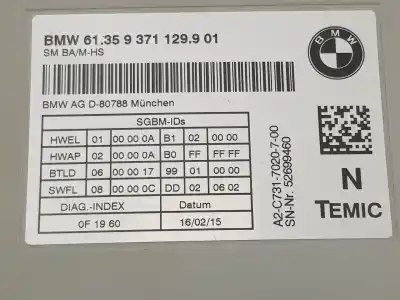 BMW 61.35 9 371 129.9 01
SM BA/M-HS
BMW
BMW AG D-80788 München
SGBM-IDs
HWEL 01 00 00 0A B1 02 00 00
HWAP 02 00 00 0A B0 FF FF FF
BTLD 06 00 00 17 99 01 00 00
SWFL 08 00 00 0C DD 02 06 02
DIAG.-INDEX Datum
0F 19 60 16/02/15
A2-C731-7020-7-00
SN-Nr. 52699460
N
TEMIC